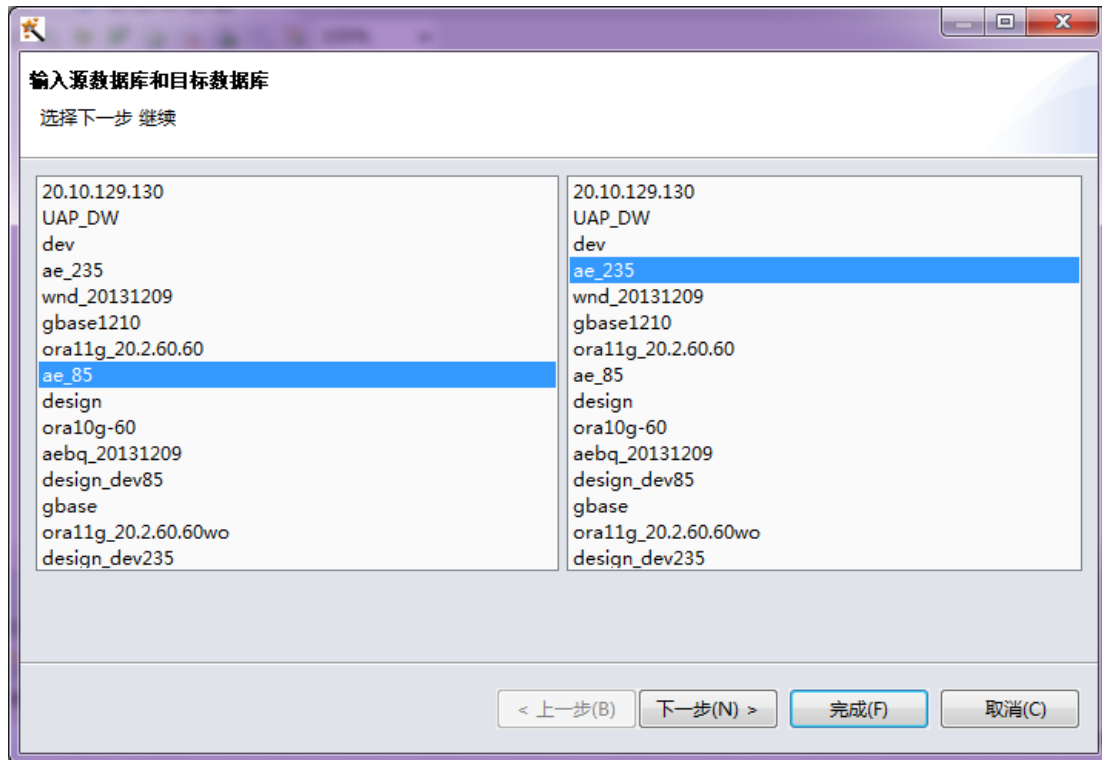 输入源数据库和目标数据库
选择下一步 继续
20.10.129.130
UAP_DW
dev
ae_235
wnd_20131209
gbase1210
ora11g_20.2.60.60
ae_85
design
ora10g-60
aebq_20131209
design_dev85
gbase
ora11g_20.2.60.60wo
design_dev235
20.10.129.130
UAP_DW
dev
ae_235
wnd_20131209
gbase1210
ora11g_20.2.60.60
ae_85
design
ora10g-60
aebq_20131209
design_dev85
gbase
ora11g_20.2.60.60wo
design_dev235
< 上一步(B) 下一步(N) > 完成(F) 取消(C)